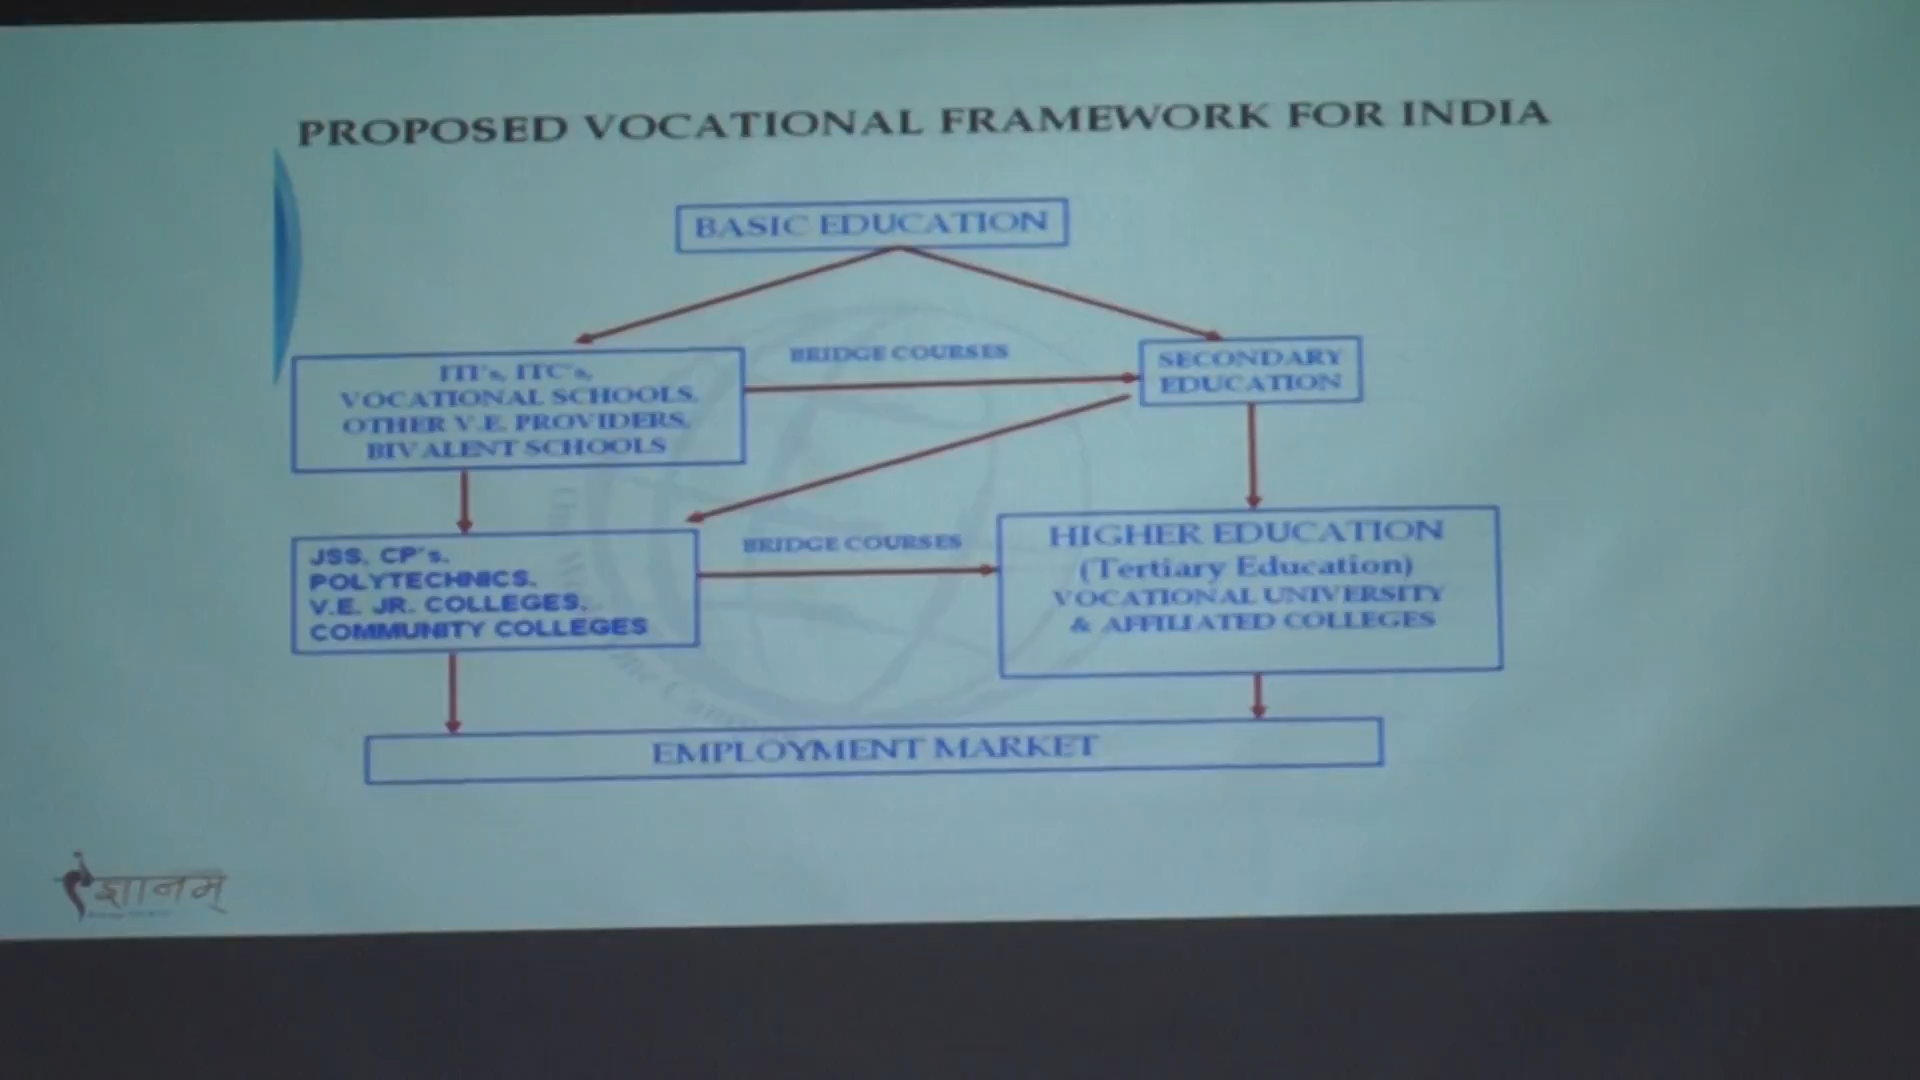 PROPOSED VOCATIONAL FRAMEWORK FOR INDIA
BASIC EDUCATION
ITI's, ITC's,
VOCATIONAL SCHOOLS,
OTHER V.E. PROVIDERS,
BIVALENT SCHOOLS
BRIDGE COURSES
SECONDARY
EDUCATION
JSS, CP's,
POLYTECHNICS,
V.E. JR. COLLEGES,
COMMUNITY COLLEGES
BRIDGE COURSES
HIGHER EDUCATION
(Tertiary Education)
VOCATIONAL UNIVERSITY
& AFFILIATED COLLEGES
EMPLOYMENT MARKET
ज्ञानम्